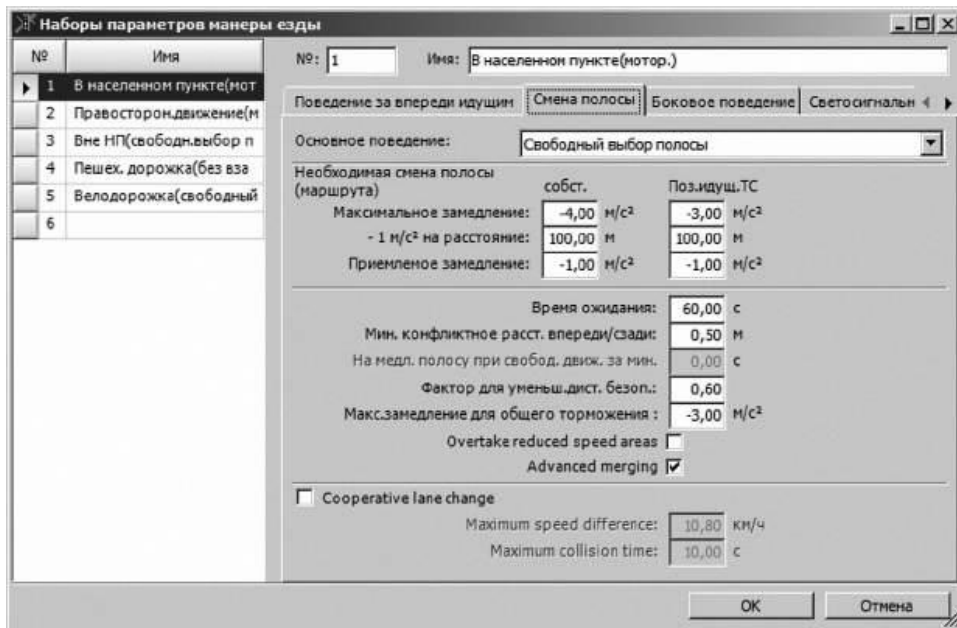 Наборы параметров манеры езды
№ Имя
1 В населенном пункте(мот
2 Правосторон.движение(м
3 Вне НП(свободн.выбор п
4 Пешех. дорожка(без вза
5 Велодорожка(свободный
6
№: 1 Имя: В населенном пункте(мотор.)
Поведение за впереди идущим Смена полосы Боковое поведение Светосигнальн
Основное поведение: Свободный выбор полосы
Необходимая смена полосы
(маршрута) собст. Поз.идущ.ТС
Максимальное замедление: -4,00 м/с² -3,00 м/с²
- 1 м/с² на расстояние: 100,00 м 100,00 м
Приемленое замедление: -1,00 м/с² -1,00 м/с²
Время ожидания: 60,00 с
Мин. конфликтное расст. впереди/сзади: 0,50 м
На медл. полосу при свобод. движ. за мин. 0,00 с
Фактор для уменьш.дист. безоп.: 0,60
Макс.замедление для общего торможения : -3,00 м/с²
Overtake reduced speed areas
Advanced merging
Cooperative lane change
Maximum speed difference: 10,80 км/ч
Maximum collision time: 10,00 с
OK Отмена